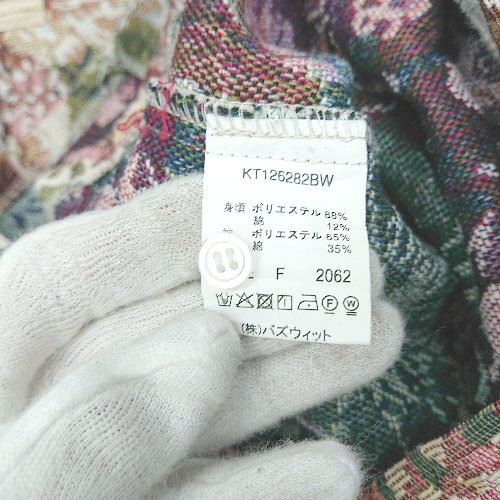 KT126282BW
身頃 ポリエステル 88%
綿 12%
ポリエステル 65%
綿 35%
F 2062
(株)バズウィット